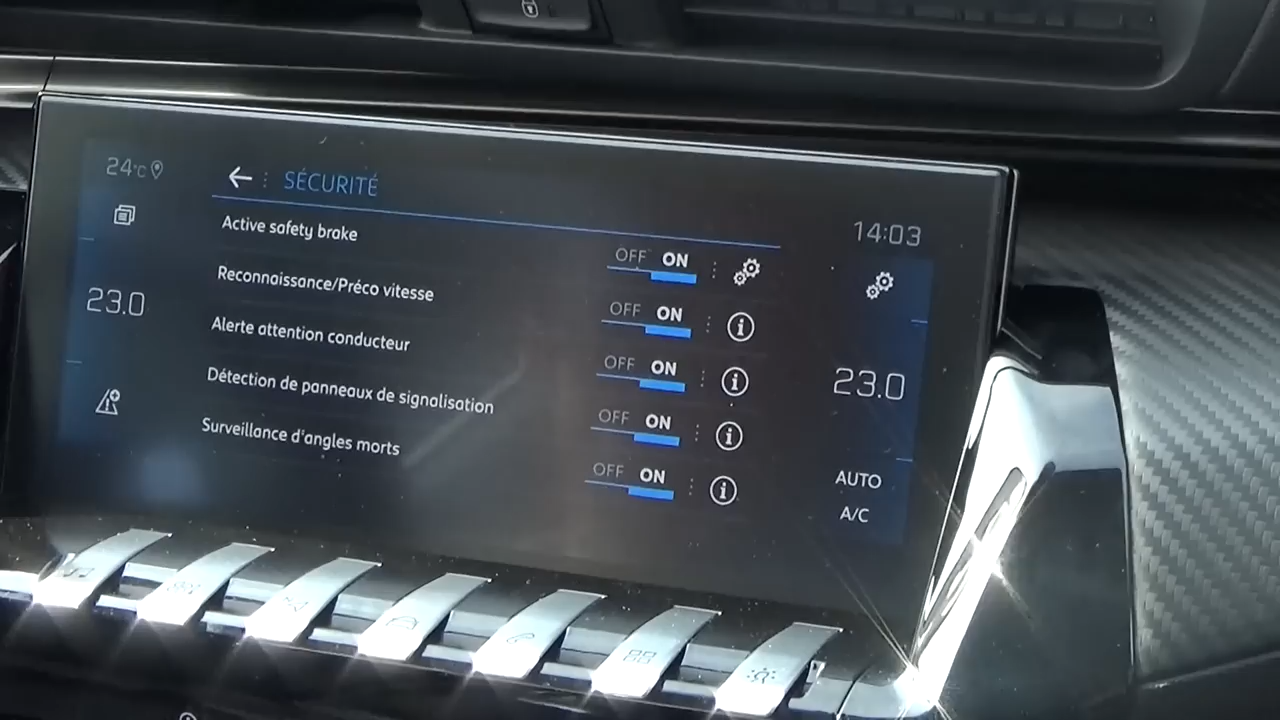 24°C
SÉCURITÉ
14:03
Active safety brake
OFF ON
Reconnaissance/Préco vitesse
OFF ON
23.0
Alerte attention conducteur
OFF ON
23.0
Détection de panneaux de signalisation
OFF ON
Surveillance d'angles morts
OFF ON
AUTO
A/C